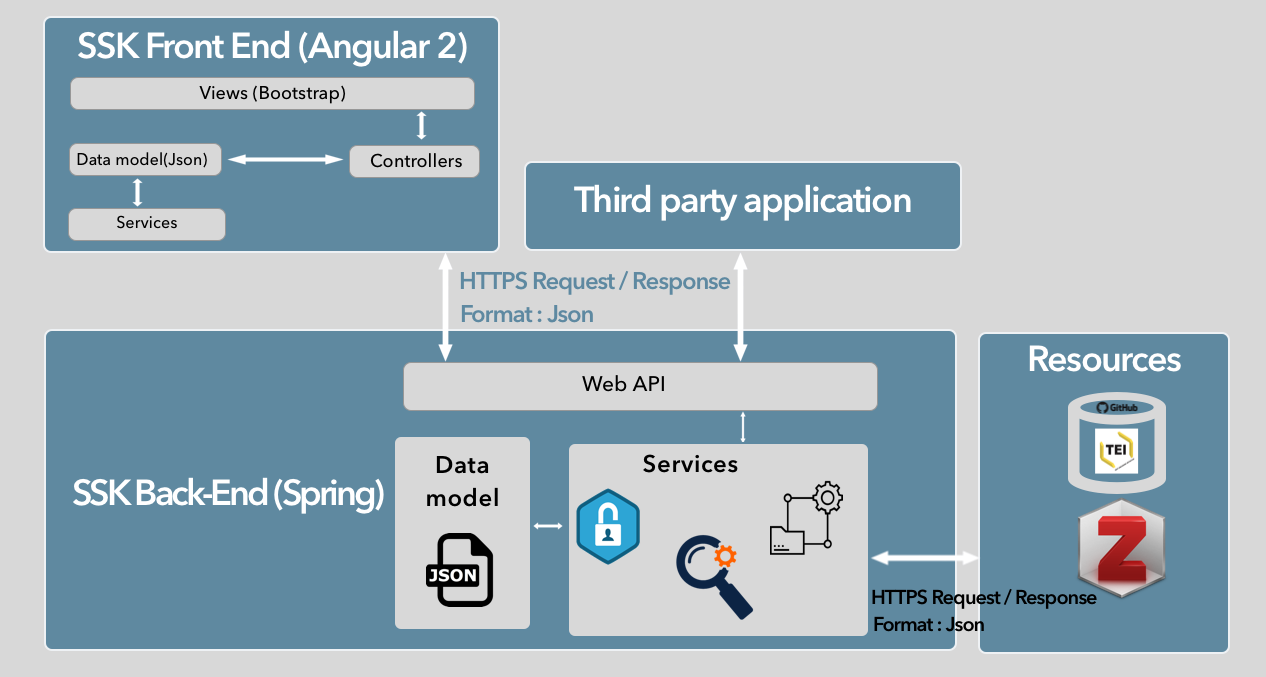 SSK Front End (Angular 2)
Views (Bootstrap)
Data model(Json)
Controllers
Services
Third party application
HTTPS Request / Response
Format : Json
SSK Back-End (Spring)
Web API
Data
model
JSON
Services
Resources
GitHub
TEI
Z
HTTPS Request / Response
Format : Json